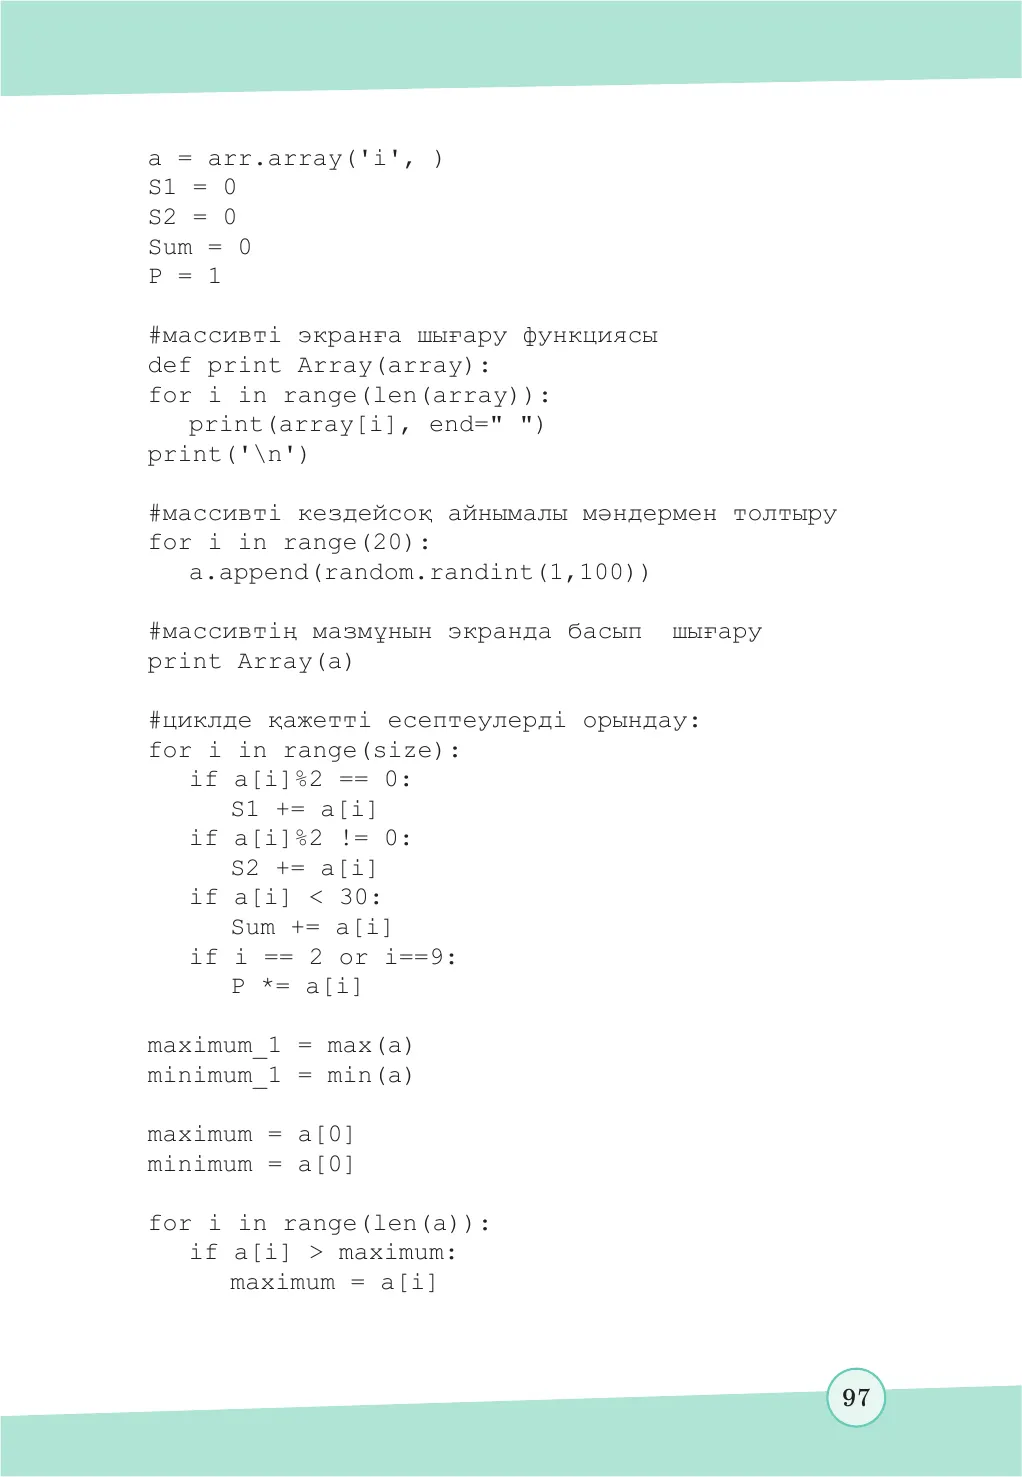 a = arr.array('i', )
S1 = 0
S2 = 0
Sum = 0
P = 1
#массивті экранға шығару функциясы
def print Array(array):
for i in range(len(array)):
print(array[i], end=" ")
print('\n')
#массивті кездейсоқ айнымалы мәндермен толтыру
for i in range(20):
a.append(random.randint(1,100))
#массивтің мазмұнын экранда басып  шығару
print Array(a)
#циклде қажетті есептеулерді орындау:
for i in range(size):
if a[i]%2 == 0:
S1 += a[i]
if a[i]%2 != 0:
S2 += a[i]
if a[i] < 30:
Sum += a[i]
if i == 2 or i==9:
P *= a[i]
maximum_1 = max(a)
minimum_1 = min(a)
maximum = a[0]
minimum = a[0]
for i in range(len(a)):
if a[i] > maximum:
maximum = a[i]
97